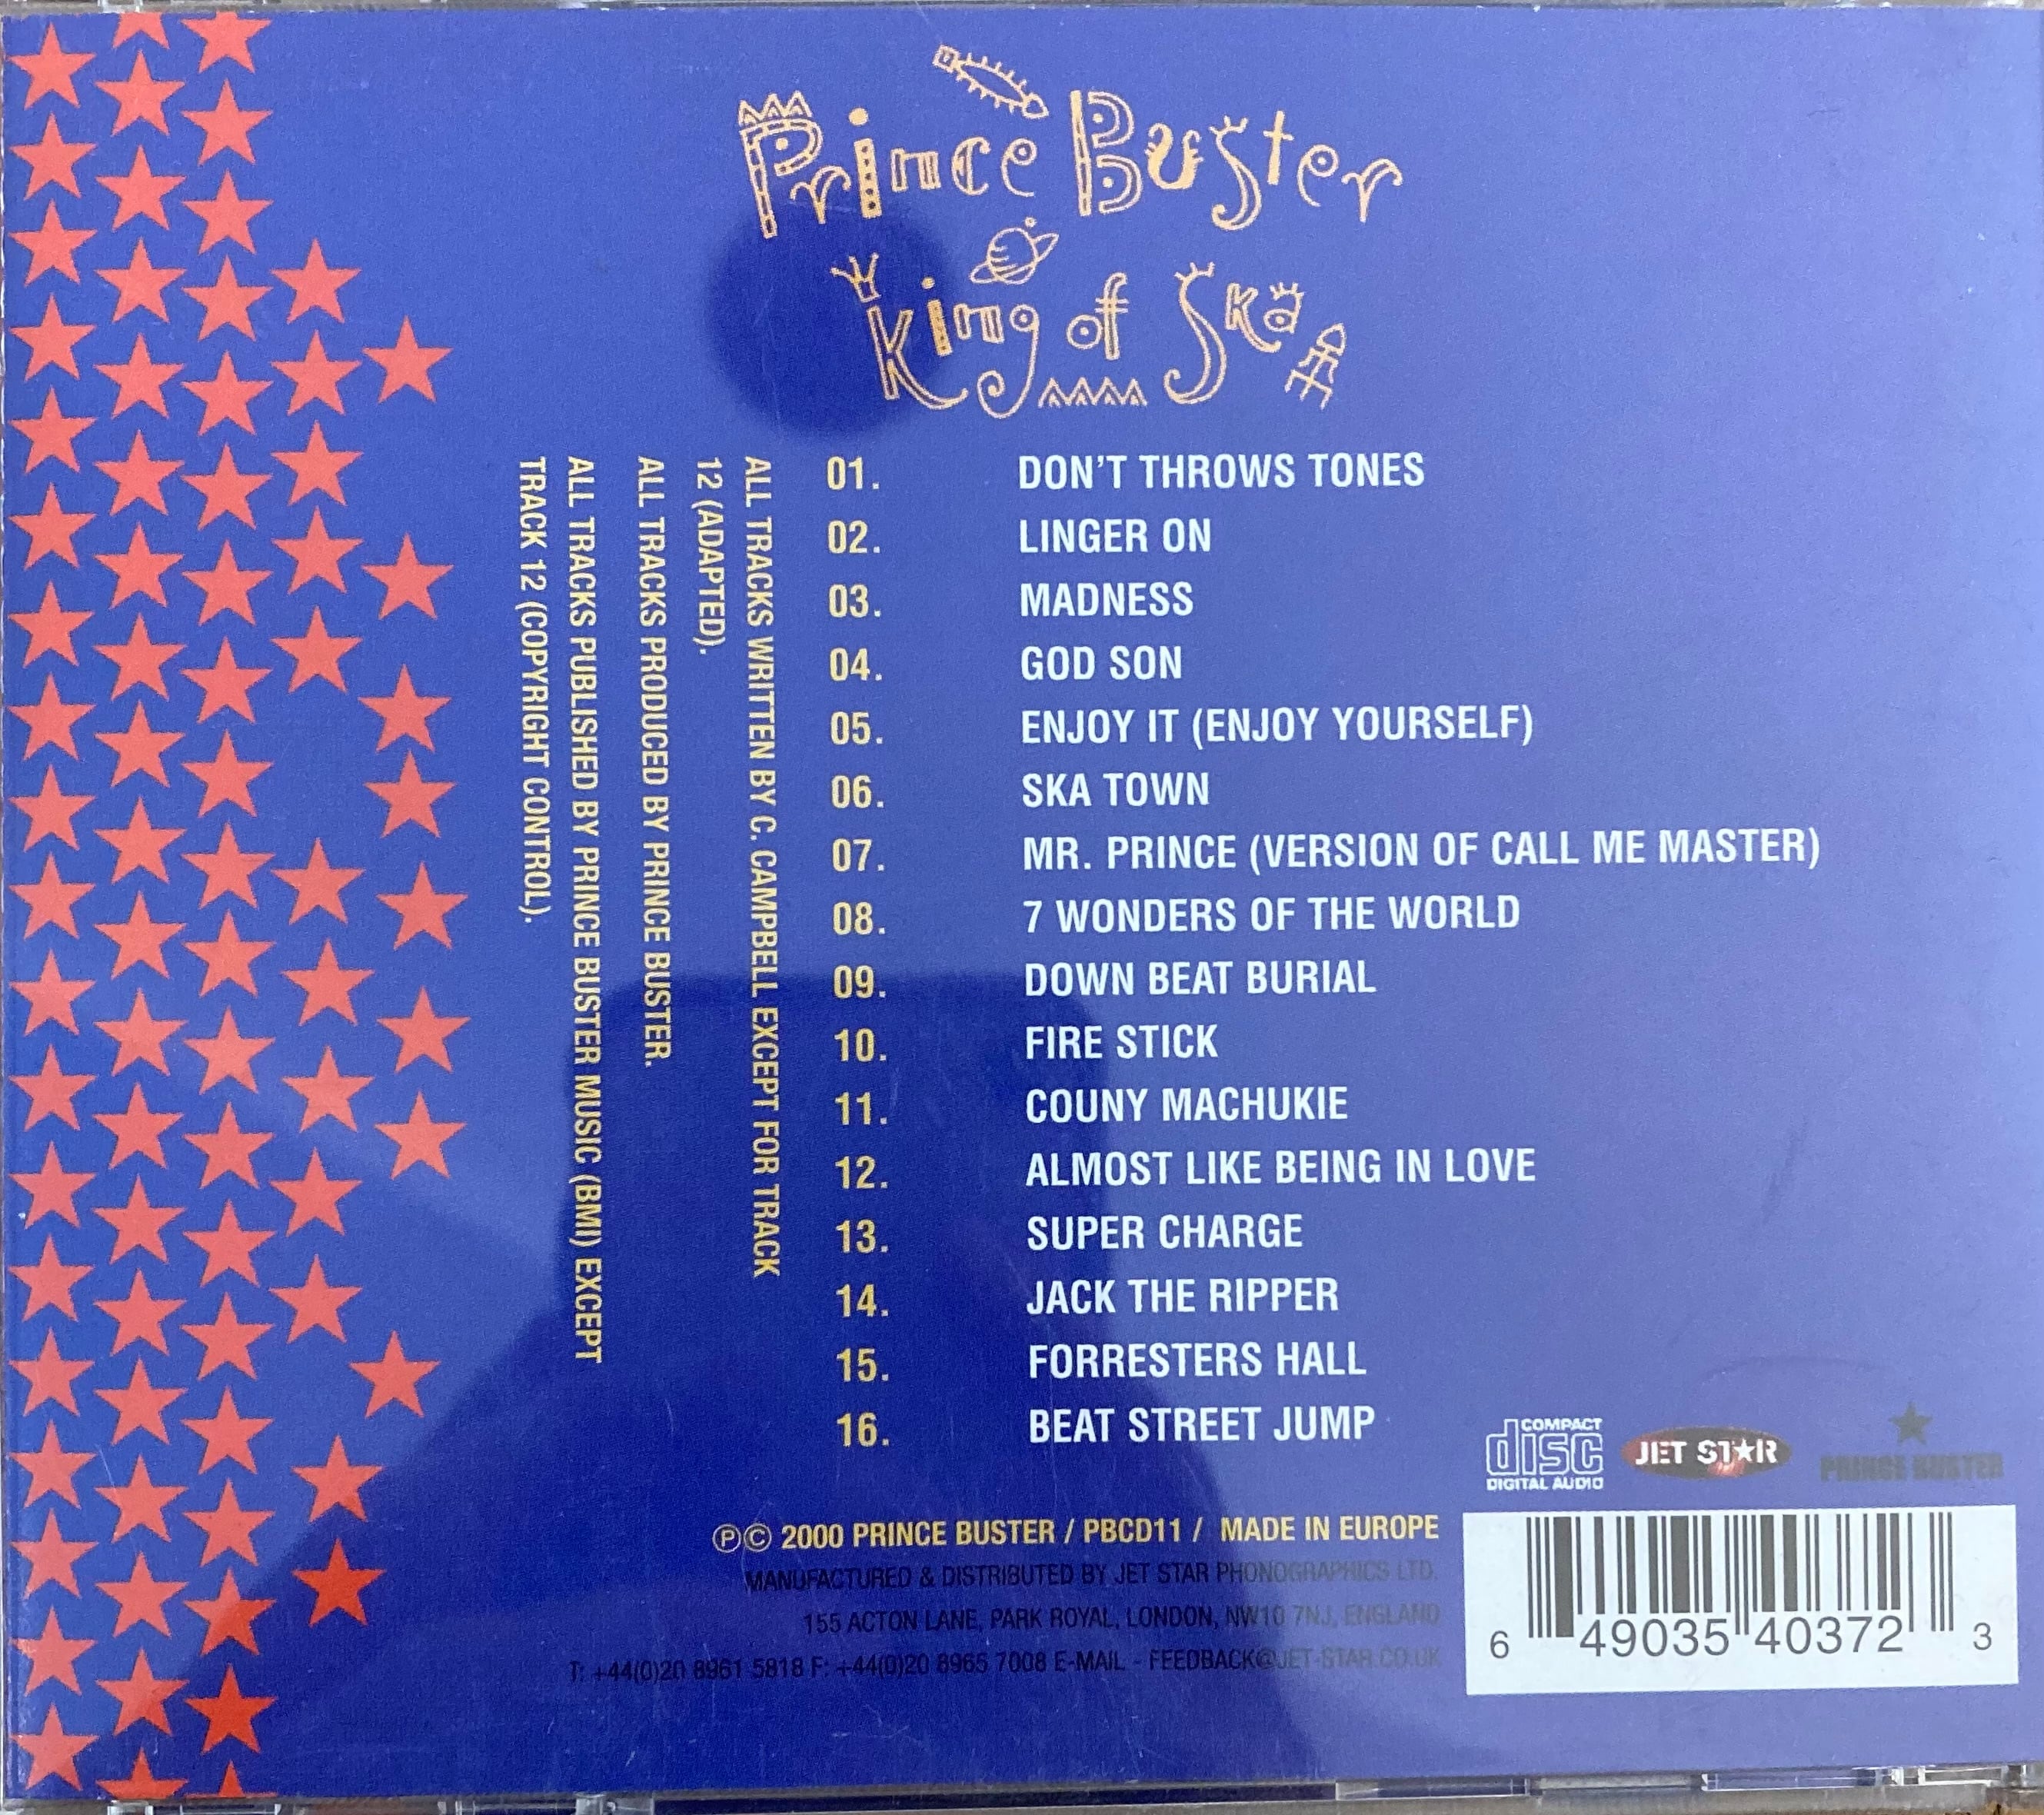 Prince Buster
King of Ska
01. DON'T THROWS TONES
02. LINGER ON
03. MADNESS
04. GOD SON
05. ENJOY IT (ENJOY YOURSELF)
06. SKA TOWN
07. MR. PRINCE (VERSION OF CALL ME MASTER)
08. 7 WONDERS OF THE WORLD
09. DOWN BEAT BURIAL
10. FIRE STICK
11. COUNY MACHUKIE
12. ALMOST LIKE BEING IN LOVE
13. SUPER CHARGE
14. JACK THE RIPPER
15. FORRESTERS HALL
16. BEAT STREET JUMP
ALL TRACKS WRITTEN BY C. CAMPBELL EXCEPT FOR TRACK
12 (ADAPTED).
ALL TRACKS PRODUCED BY PRINCE BUSTER.
ALL TRACKS PUBLISHED BY PRINCE BUSTER MUSIC (BMI) EXCEPT
TRACK 12 (COPYRIGHT CONTROL).
COMPACT
disc
DIGITAL AUDIO
JET ST★R
PRINCE BUSTER
℗© 2000 PRINCE BUSTER / PBCD11 / MADE IN EUROPE
MANUFACTURED & DISTRIBUTED BY JET STAR PHONOGRAPHICS LTD.
155 ACTON LANE, PARK ROYAL, LONDON, NW10 7NJ, ENGLAND
T: +44(0)20 8961 5818 F: +44(0)20 8965 7008 E-MAIL - FEEDBACK@JET-STAR.CO.UK
6 49035 40372 3